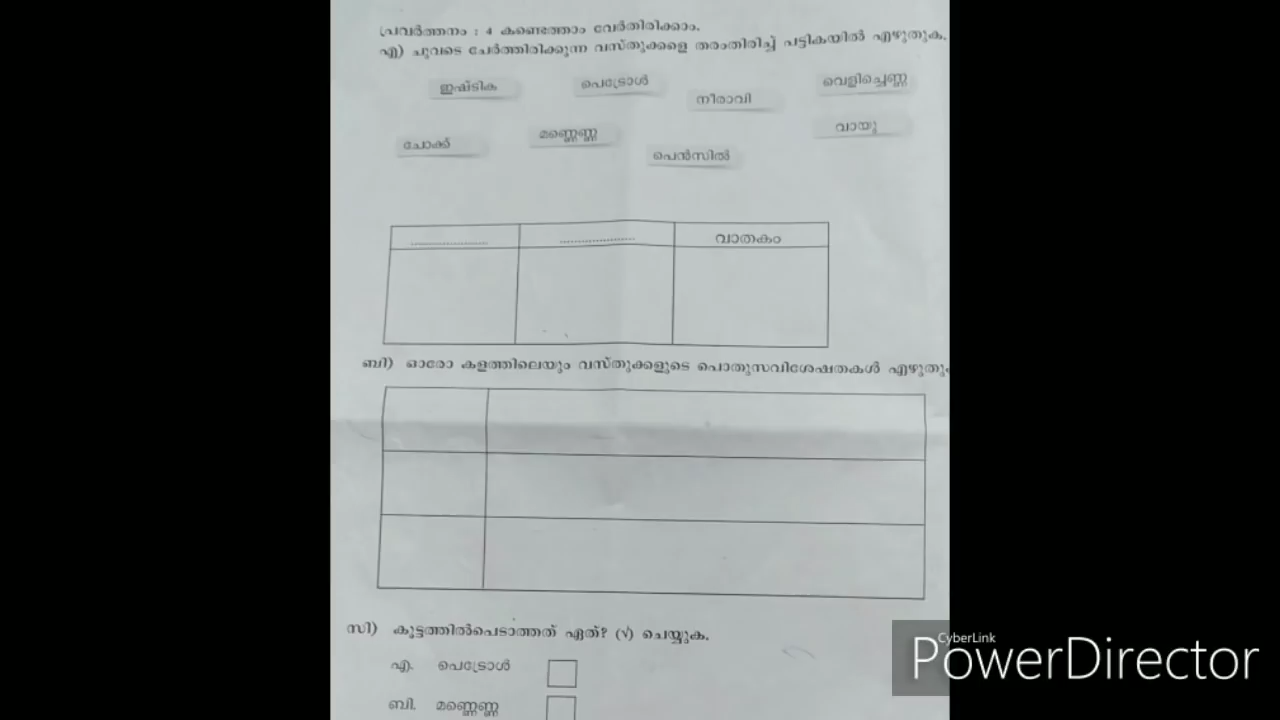 പ്രവർത്തനം : 4 കണ്ടെത്താം വേർതിരിക്കാം.
എ) ചുവടെ ചേർത്തിരിക്കുന്ന വസ്തുക്കളെ തരംതിരിച്ച് പട്ടികയിൽ എഴുതുക.
ഇഷ്ടിക പെട്രോൾ നീരാവി വെളിച്ചെണ്ണ
ചോക്ക് മണ്ണെണ്ണ പെൻസിൽ വായു
.................... .................... വാതകം
ബി) ഓരോ കളത്തിലെയും വസ്തുക്കളുടെ പൊതുസവിശേഷതകൾ
സി) കൂട്ടത്തിൽപെടാത്തത് ഏത്? (√) ചെയ്യുക.
എ. പെട്രോൾ
ബി. മണ്ണെണ്ണ
CyberLink
PowerDirector